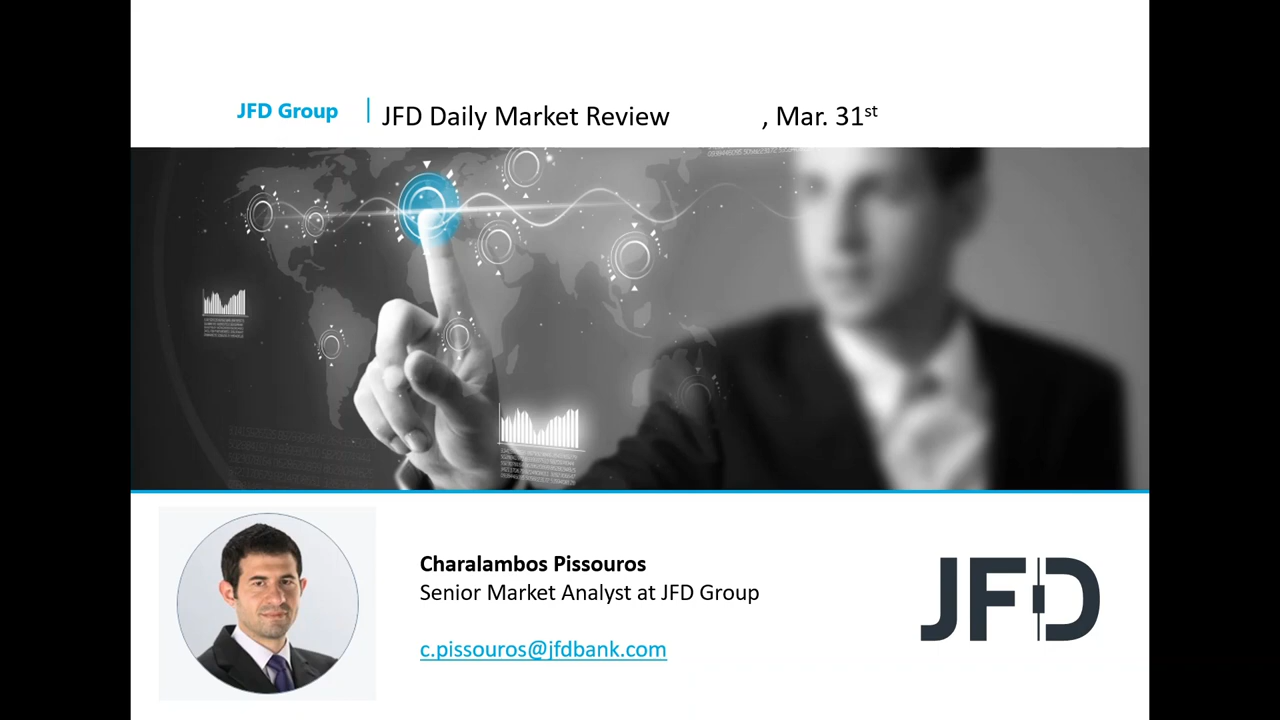 JFD Group
JFD Daily Market Review , Mar. 31st
Charalambos Pissouros
Senior Market Analyst at JFD Group
c.pissouros@jfdbank.com
JFD